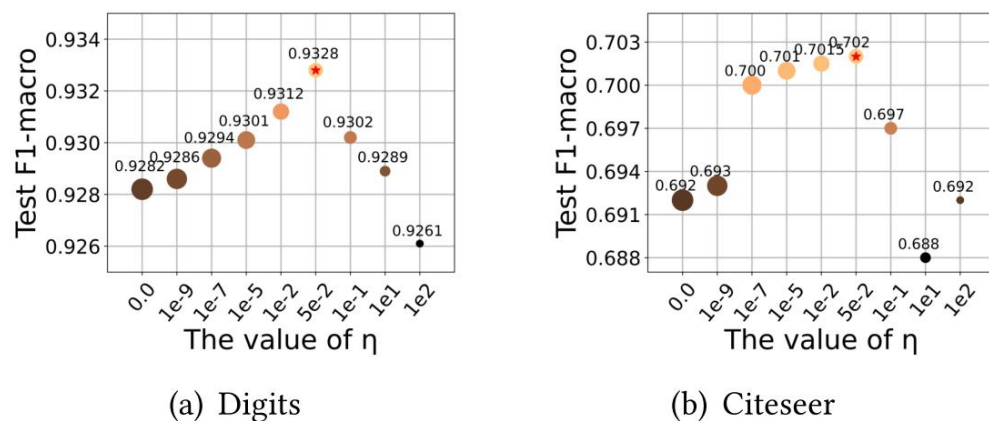 0.934
0.932
0.930
0.928
0.926
Test F1-macro
0.9282
0.9286
0.9294
0.9301
0.9312
0.9328
0.9302
0.9289
0.9261
0.0
1e-9
1e-7
1e-5
1e-2
5e-2
1e-1
1e1
1e2
The value of η
(a) Digits
0.703
0.700
0.697
0.694
0.691
0.688
Test F1-macro
0.692
0.693
0.700
0.701
0.7015
0.702
0.697
0.688
0.692
0.0
1e-9
1e-7
1e-5
1e-2
5e-2
1e-1
1e1
1e2
The value of η
(b) Citeseer